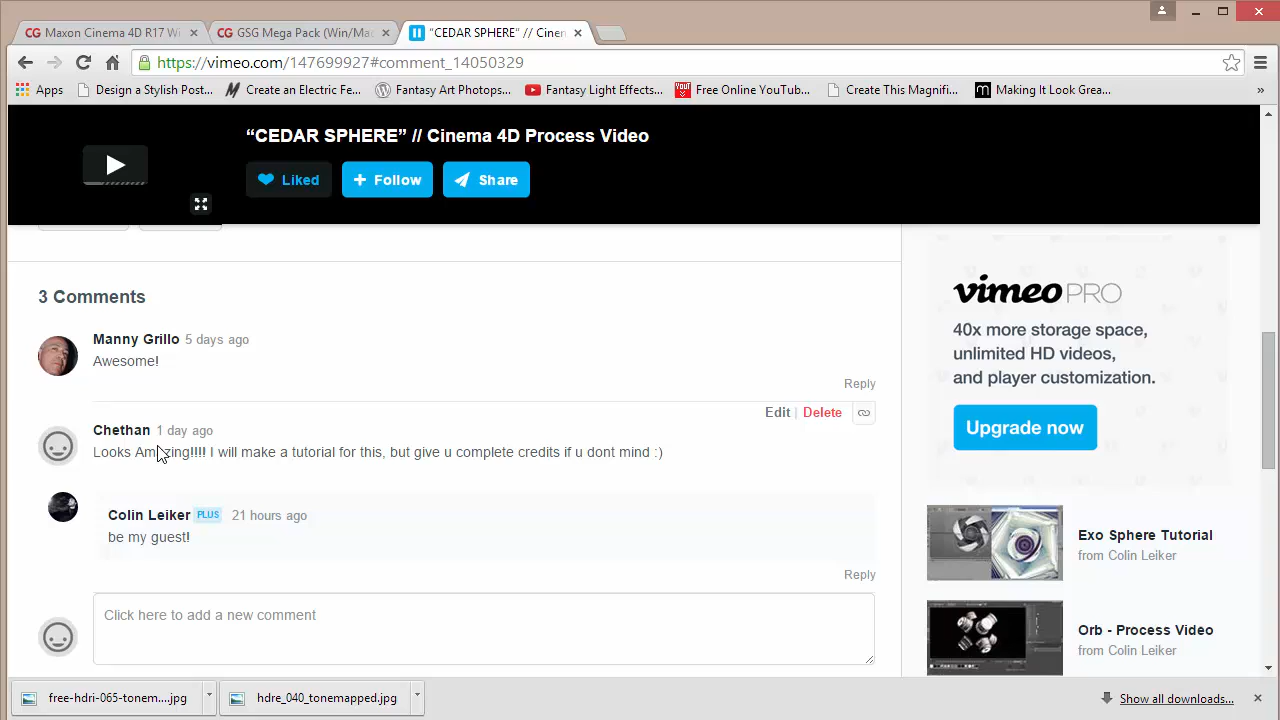 Maxon Cinema 4D R17 Wi
GSG Mega Pack (Win/Ma
“CEDAR SPHERE” // Cinen
https://vimeo.com/147699927#comment_14050329
Apps
Design a Stylish Post...
Create an Electric Fe...
Fantasy Art Photops...
Fantasy Light Effects...
Free Online YouTub...
Create This Magnifi...
Making It Look Grea...
»
“CEDAR SPHERE” // Cinema 4D Process Video
Liked
+ Follow
Share
3 Comments
Manny Grillo 5 days ago
Awesome!
Reply
Edit | Delete
Chethan 1 day ago
Looks Amazing!!!! I will make a tutorial for this, but give u complete credits if u dont mind :)
Colin Leiker PLUS 21 hours ago
be my guest!
Reply
Click here to add a new comment
vimeo PRO
40x more storage space,
unlimited HD videos,
and player customization.
Upgrade now
Exo Sphere Tutorial
from Colin Leiker
Orb - Process Video
from Colin Leiker
free-hdri-065-tonem....jpg
hdre_040_tonemapped.jpg
Show all downloads...